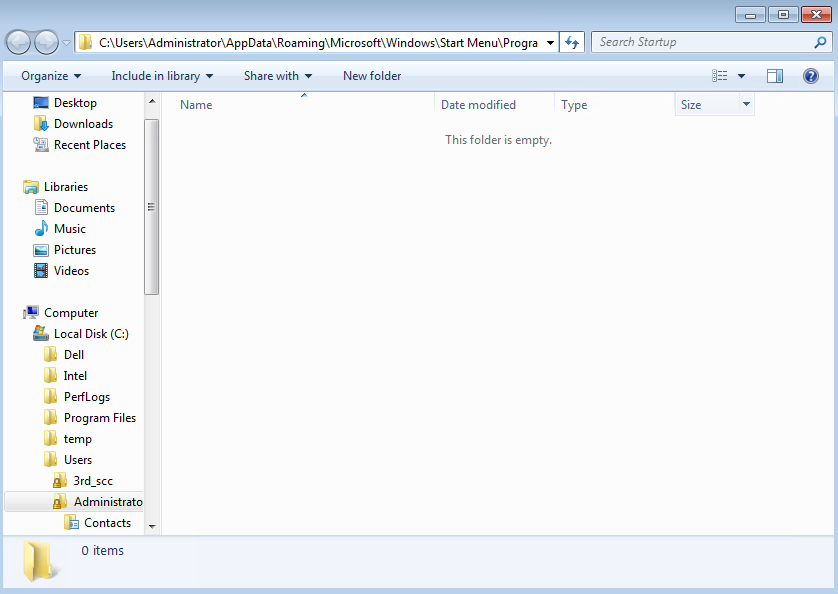 C:\Users\Administrator\AppData\Roaming\Microsoft\Windows\Start Menu\Progra
Search Startup
Organize Include in library Share with New folder
Desktop
Downloads
Recent Places
Libraries
Documents
Music
Pictures
Videos
Computer
Local Disk (C:)
Dell
Intel
PerfLogs
Program Files
temp
Users
3rd_scc
Administrato
Contacts
Name Date modified Type Size
This folder is empty.
0 items